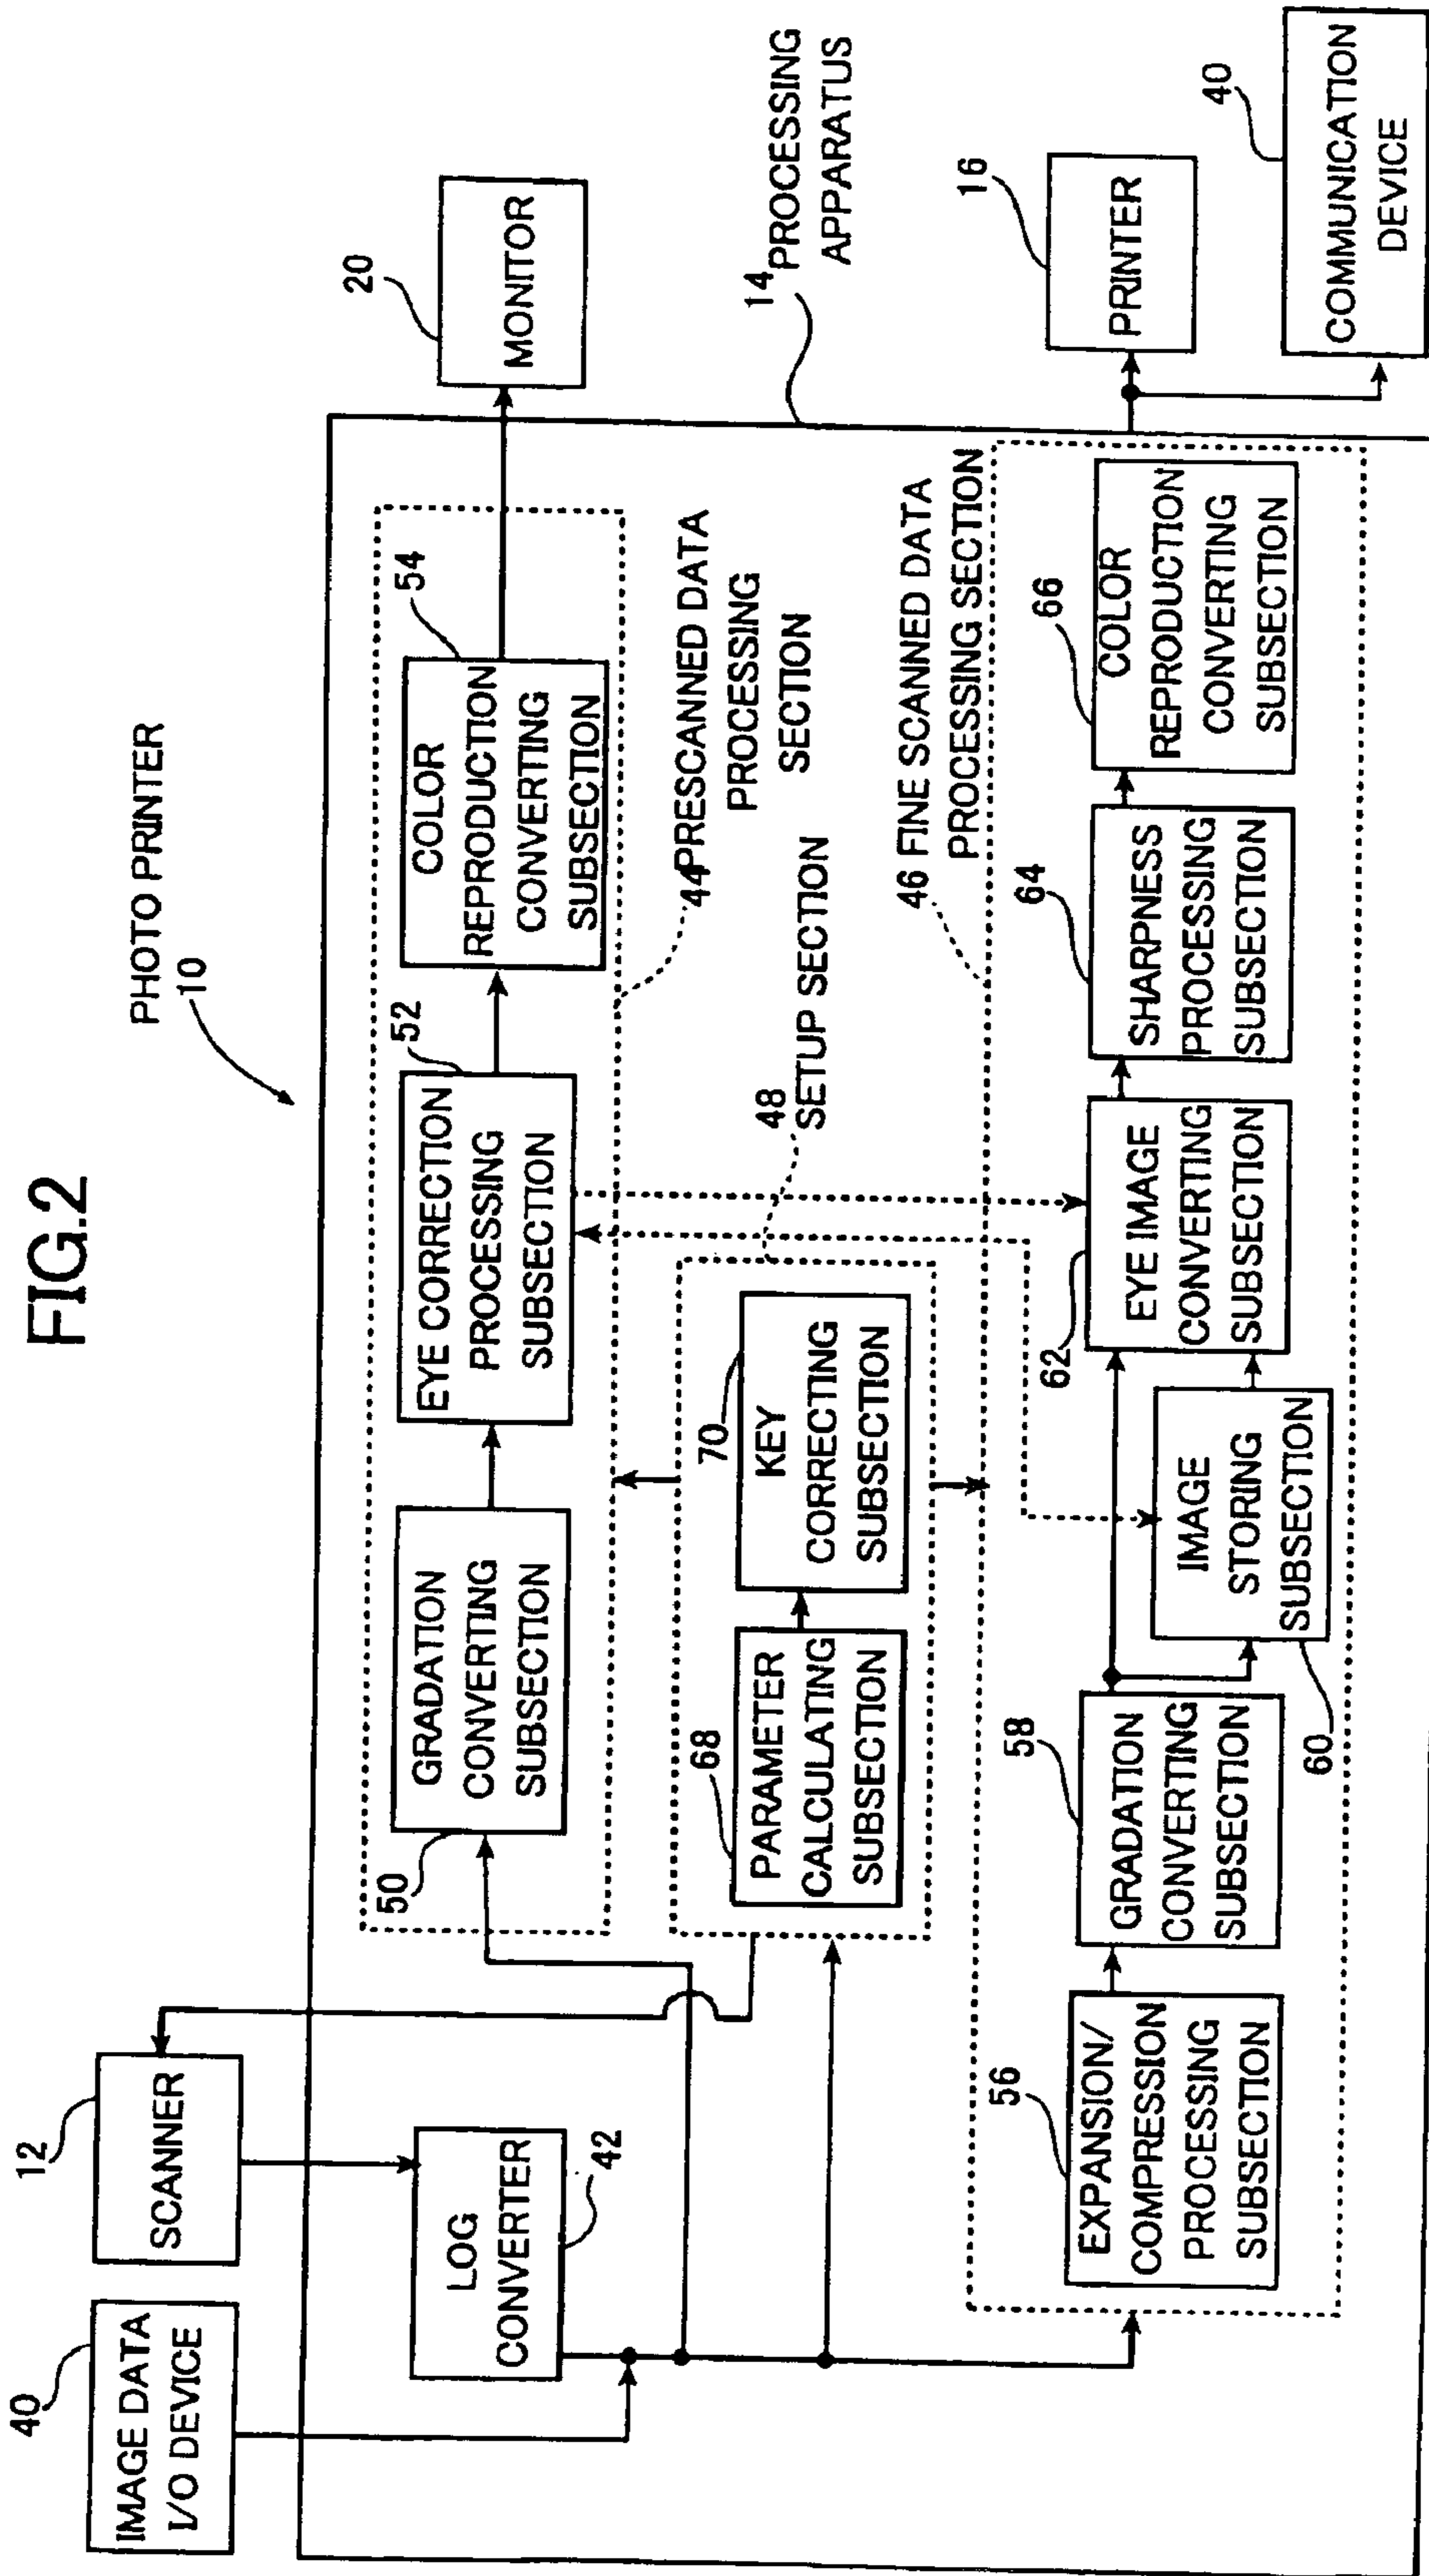 FIG.2
PHOTO PRINTER
10
40
IMAGE DATA
I/O DEVICE
12
SCANNER
LOG
CONVERTER
42
50
GRADATION
CONVERTING
SUBSECTION
52
EYE CORRECTION
PROCESSING
SUBSECTION
54
COLOR
REPRODUCTION
CONVERTING
SUBSECTION
20
MONITOR
44
PRESCANNED DATA
PROCESSING
SECTION
14
PROCESSING
APPARATUS
68
PARAMETER
CALCULATING
SUBSECTION
70
KEY
CORRECTING
SUBSECTION
48
SETUP SECTION
46
FINE SCANNED DATA
PROCESSING SECTION
56
EXPANSION/
COMPRESSION
PROCESSING
SUBSECTION
58
GRADATION
CONVERTING
SUBSECTION
60
IMAGE
STORING
SUBSECTION
62
EYE IMAGE
CONVERTING
SUBSECTION
64
SHARPNESS
PROCESSING
SUBSECTION
66
COLOR
REPRODUCTION
CONVERTING
SUBSECTION
16
PRINTER
40
COMMUNICATION
DEVICE